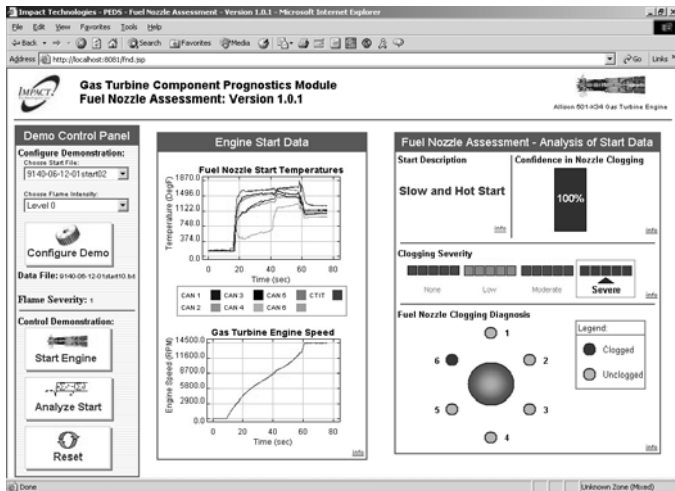 Impact Technologies - PEDS - Fuel Nozzle Assessment - Version 1.0.1 - Microsoft Internet Explorer
File Edit View Favorites Tools Help
Back Search Favorites Media
Address http://localhost:8081/fnd.jsp Go Links
IMPACT
Gas Turbine Component Prognostics Module
Fuel Nozzle Assessment: Version 1.0.1
Allison 501-K34 Gas Turbine Engine
Demo Control Panel
Configure Demonstration:
Choose Start File:
9140-06-12-01start02
Choose Flame Intensity:
Level 0
Configure Demo
Data File: 9140-06-12-01start10.txt
Flame Severity: 1
Control Demonstration:
Start Engine
Analyze Start
Reset
Engine Start Data
Fuel Nozzle Start Temperatures
Temperature (DegF)
1870.0
1496.0
1122.0
740.0
374.0
0.0
0 20 40 60 80
Time (sec)
CAN 1 CAN 3 CAN 5 CTIT
CAN 2 CAN 4 CAN 6
Gas Turbine Engine Speed
Engine Speed (RPM)
14500.0
11600.0
8700.0
5800.0
2900.0
0.0
0 20 40 60 80
Time (sec)
info
Fuel Nozzle Assessment - Analysis of Start Data
Start Description
Slow and Hot Start
info
Confidence in Nozzle Clogging
100%
info
Clogging Severity
None Low Moderate Severe
info
Fuel Nozzle Clogging Diagnosis
1
2
3
4
5
6
Legend:
Clogged
Unclogged
info
Done Unknown Zone (Mixed)